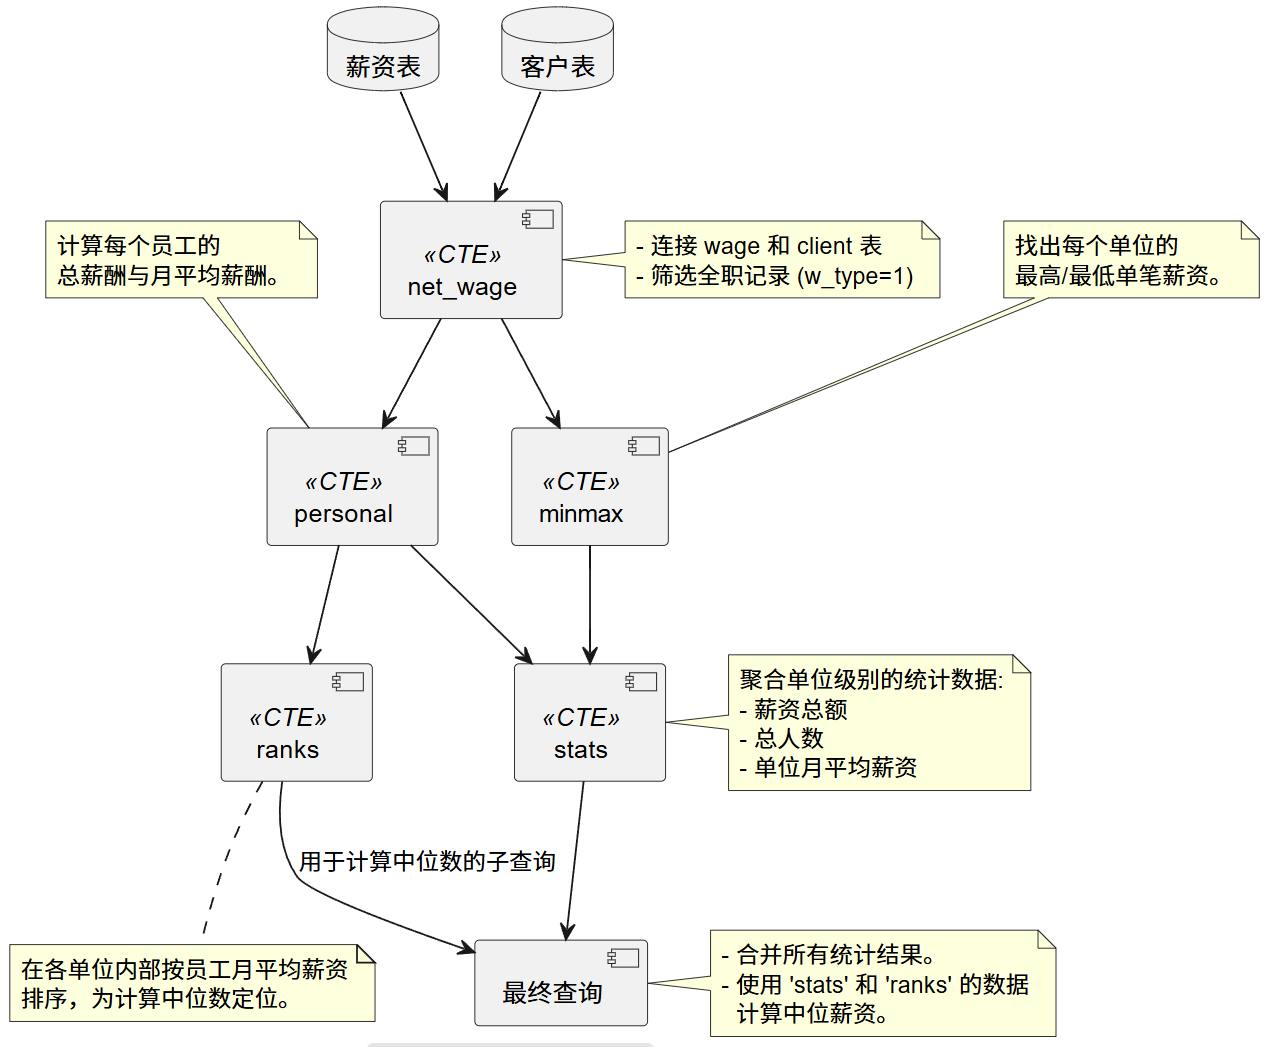 薪资表
客户表
«CTE»
net_wage
- 连接 wage 和 client 表
- 筛选全职记录 (w_type=1)
计算每个员工的
总薪酬与月平均薪酬。
找出每个单位的
最高/最低单笔薪资。
«CTE»
personal
«CTE»
minmax
«CTE»
ranks
«CTE»
stats
聚合单位级别的统计数据:
- 薪资总额
- 总人数
- 单位月平均薪资
用于计算中位数的子查询
在各单位内部按员工月平均薪资
排序，为计算中位数定位。
最终查询
- 合并所有统计结果。
- 使用 'stats' 和 'ranks' 的数据
计算中位薪资。